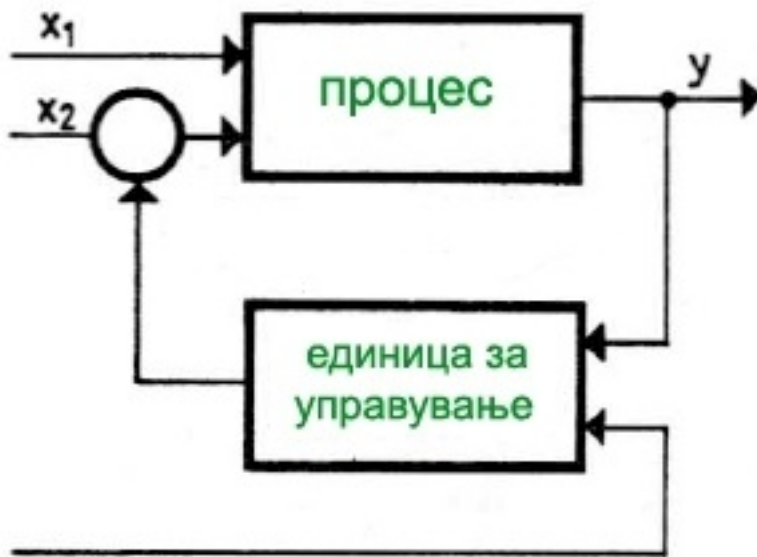 x₁
процес
y
x₂
единица за
управување